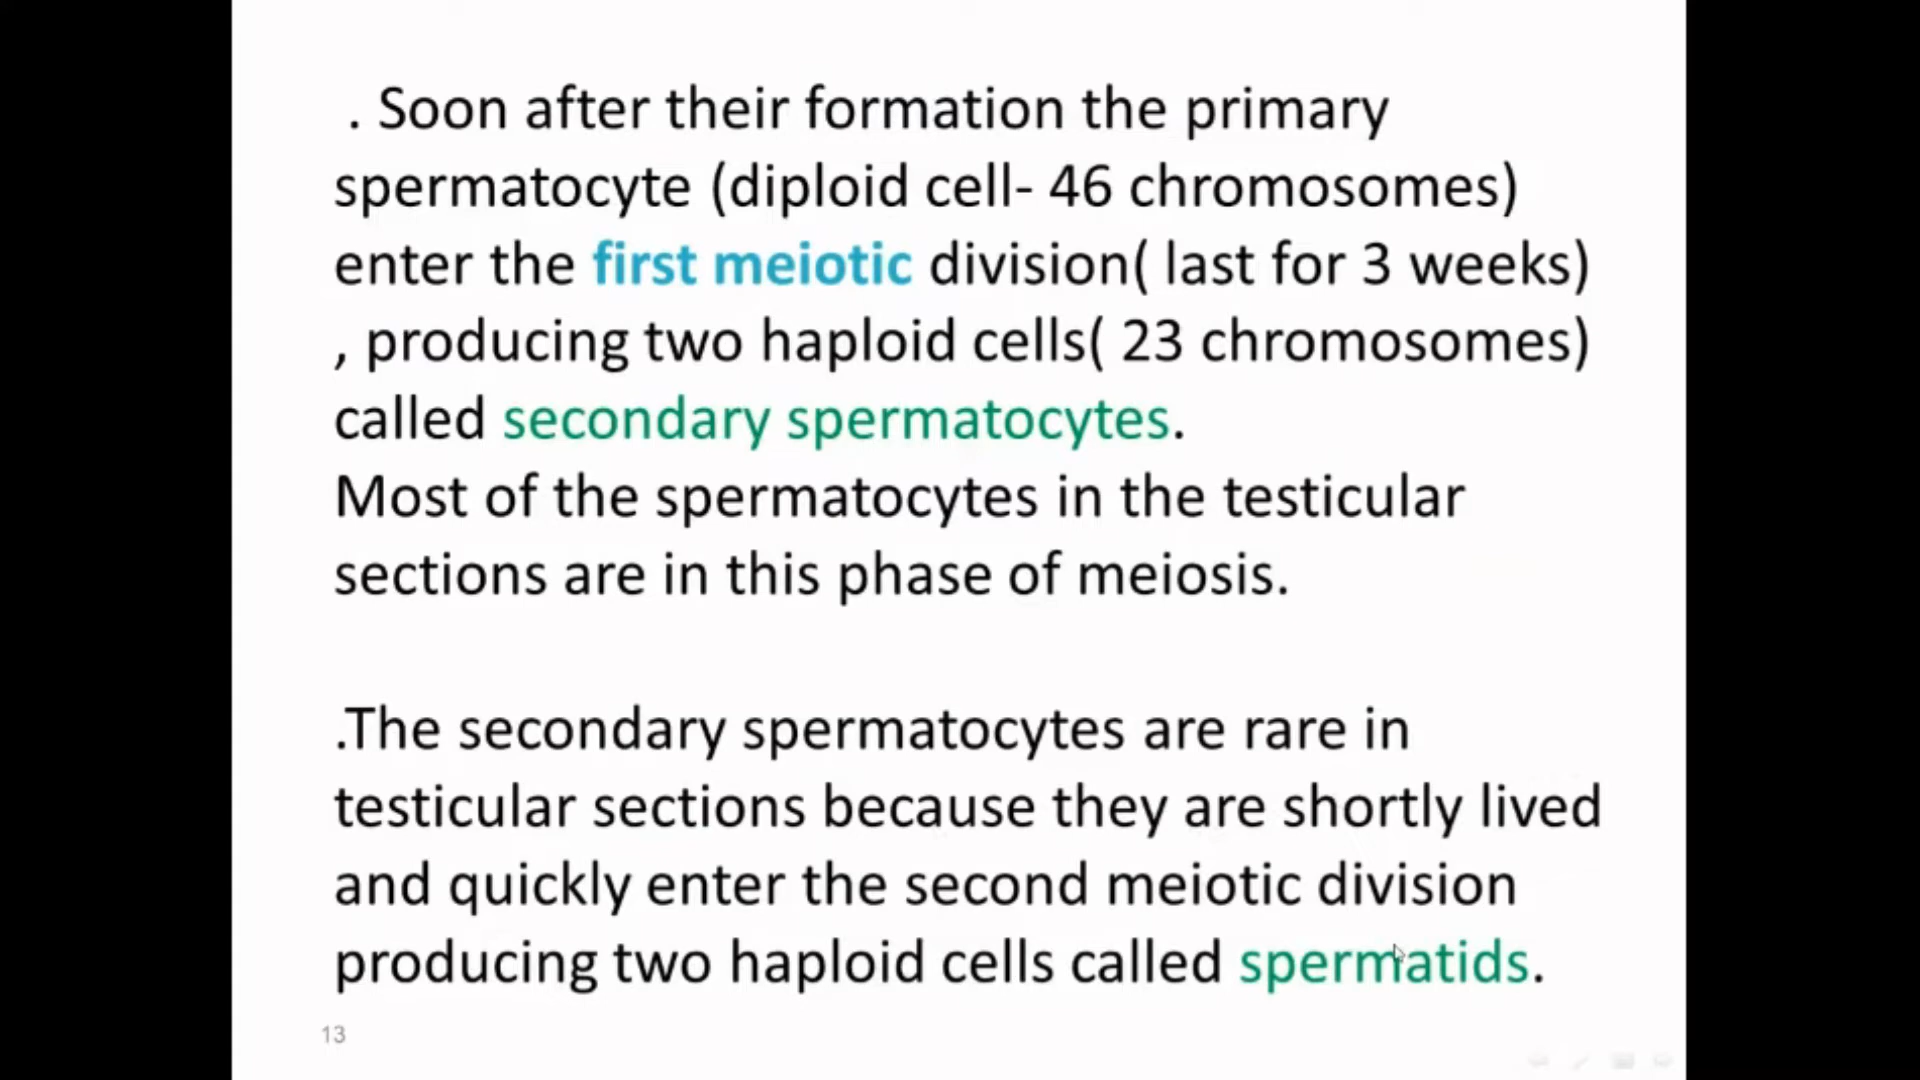 . Soon after their formation the primary
spermatocyte (diploid cell- 46 chromosomes)
enter the first meiotic division( last for 3 weeks)
, producing two haploid cells( 23 chromosomes)
called secondary spermatocytes.
Most of the spermatocytes in the testicular
sections are in this phase of meiosis.
.The secondary spermatocytes are rare in
testicular sections because they are shortly lived
and quickly enter the second meiotic division
producing two haploid cells called spermatids.
13